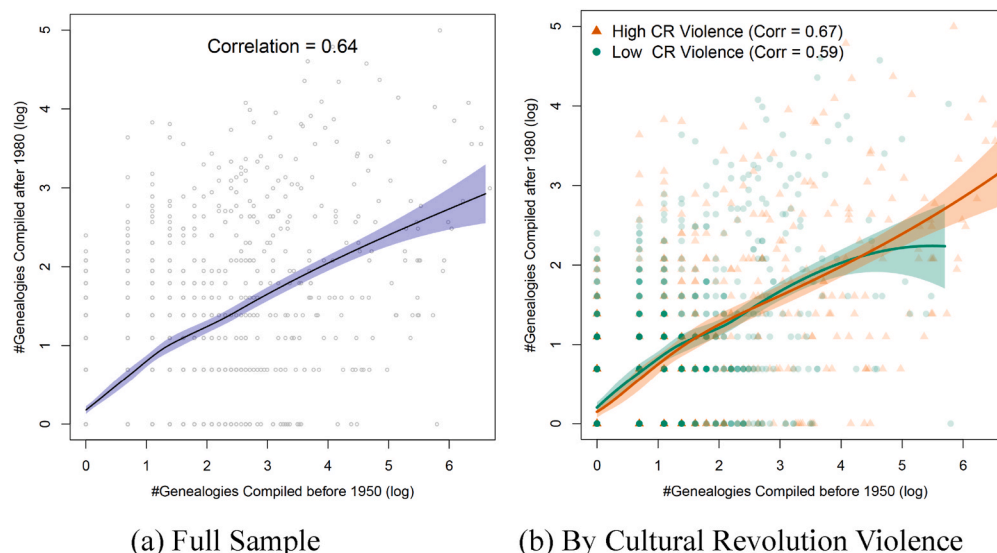 Correlation = 0.64
#Genealogies Compiled after 1980 (log)
0
1
2
3
4
5
0 1 2 3 4 5 6
#Genealogies Compiled before 1950 (log)
(a) Full Sample
High CR Violence (Corr = 0.67)
Low CR Violence (Corr = 0.59)
#Genealogies Compiled after 1980 (log)
0
1
2
3
4
5
0 1 2 3 4 5 6
#Genealogies Compiled before 1950 (log)
(b) By Cultural Revolution Violence